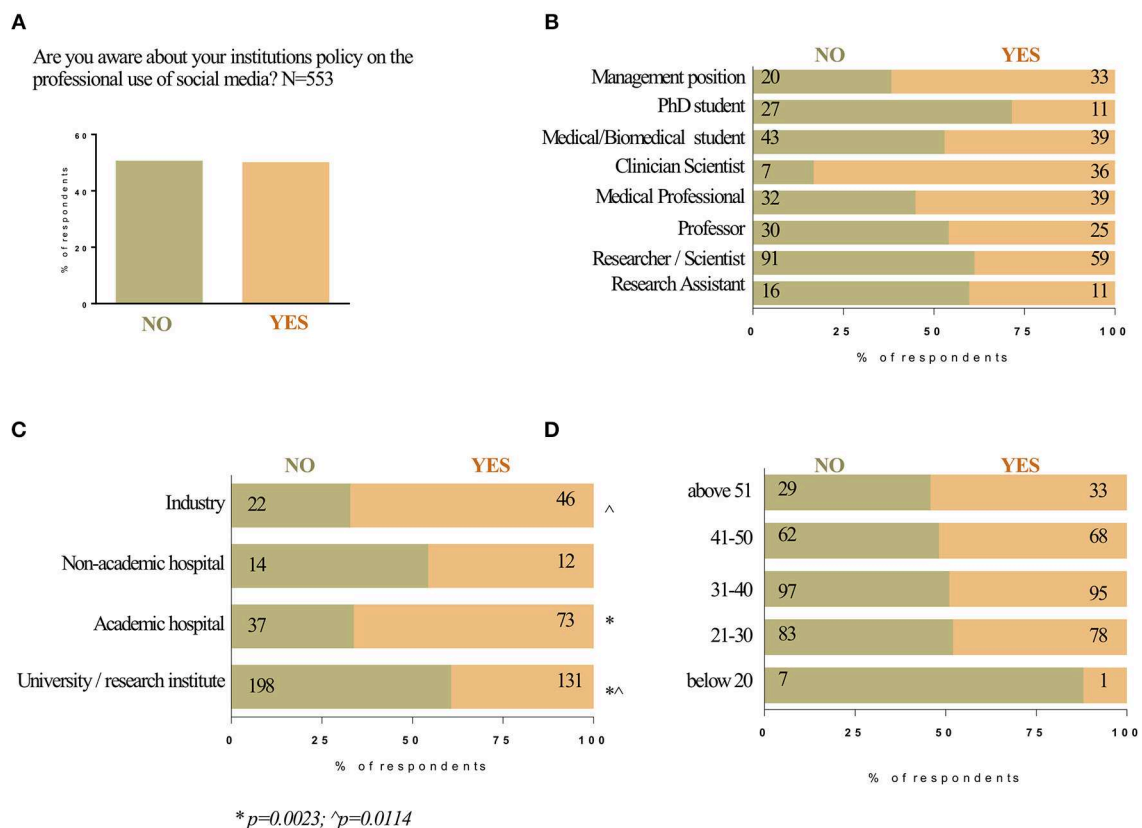 A
Are you aware about your institutions policy on the
professional use of social media? N=553
% of respondents
60
40
20
0
NO YES
B
NO YES
Management position 20 33
PhD student 27 11
Medical/Biomedical student 43 39
Clinician Scientist 7 36
Medical Professional 32 39
Professor 30 25
Researcher / Scientist 91 59
Research Assistant 16 11
0 25 50 75 100
% of respondents
C
NO YES
Industry 22 46 ^
Non-academic hospital 14 12
Academic hospital 37 73 *
University / research institute 198 131 *^
0 25 50 75 100
% of respondents
* p=0.0023; ^p=0.0114
D
NO YES
above 51 29 33
41-50 62 68
31-40 97 95
21-30 83 78
below 20 7 1
0 25 50 75 100
% of respondents